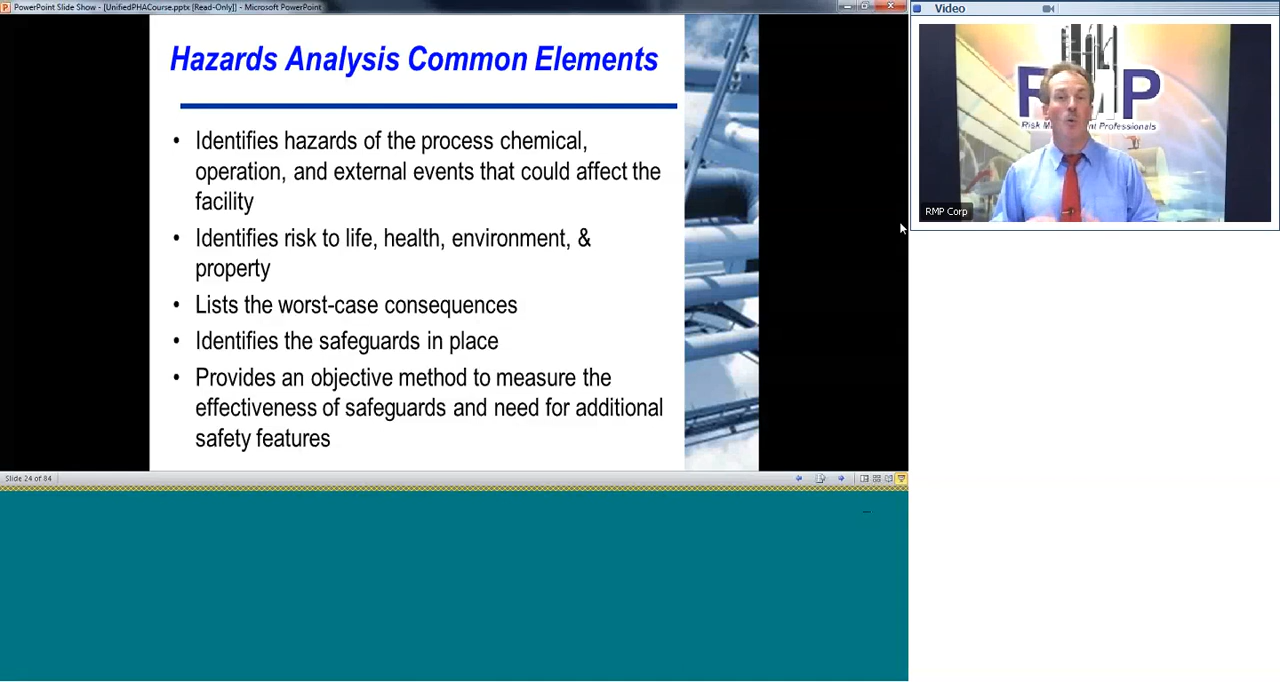 PowerPoint Slide Show - [UnifiedPHACourse.pptx [Read-Only]] - Microsoft PowerPoint
Video
Hazards Analysis Common Elements
• Identifies hazards of the process chemical,
operation, and external events that could affect the
facility
• Identifies risk to life, health, environment, &
property
• Lists the worst-case consequences
• Identifies the safeguards in place
• Provides an objective method to measure the
effectiveness of safeguards and need for additional
safety features
Slide 24 of 84
RMP
Risk M nt Professionals
RMP Corp